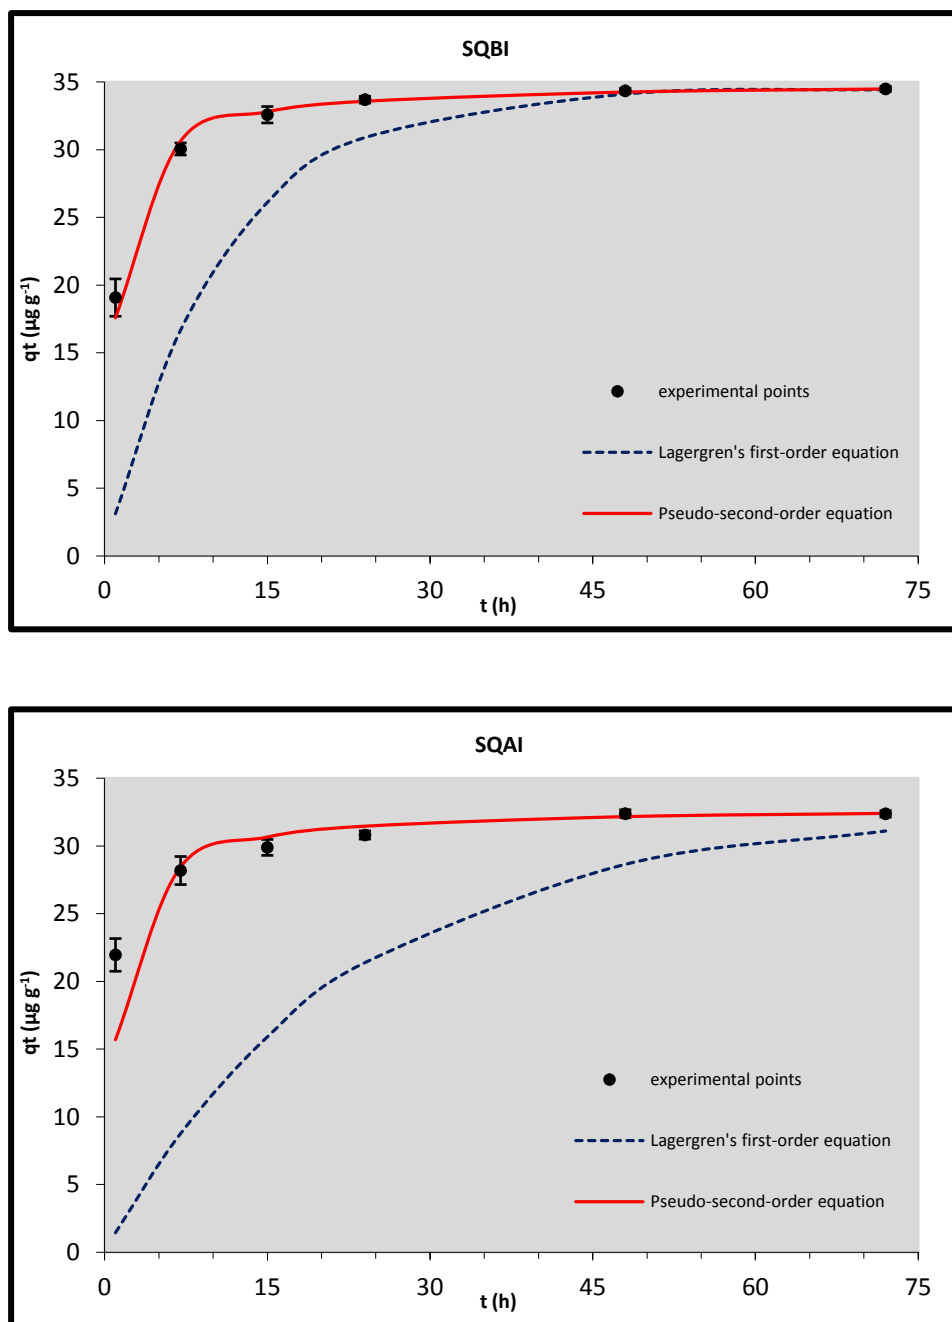 SQBI
35
30
25
20
15
10
5
0
qt (µg g-1)
experimental points
Lagergren's first-order equation
Pseudo-second-order equation
0 15 30 45 60 75
t (h)
SQAI
35
30
25
20
15
10
5
0
qt (µg g-1)
experimental points
Lagergren's first-order equation
Pseudo-second-order equation
0 15 30 45 60 75
t (h)